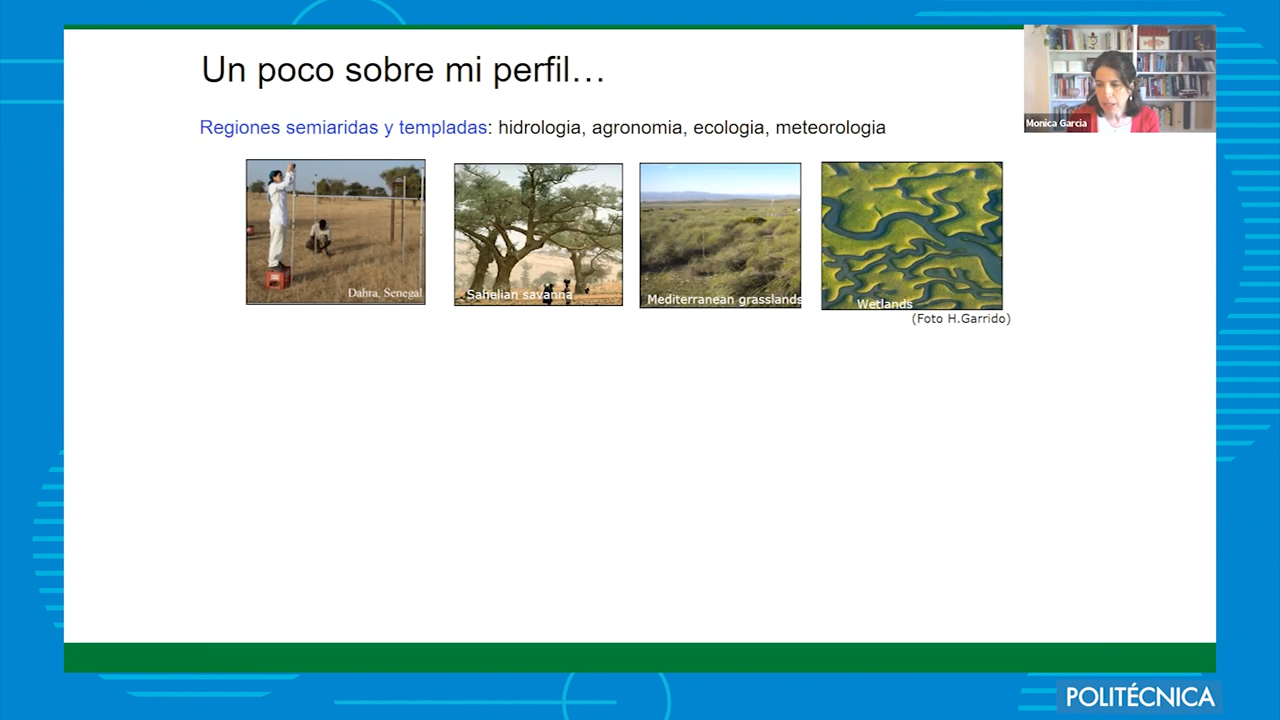 Un poco sobre mi perfil…
Monica Garcia
Regiones semiaridas y templadas: hidrologia, agronomia, ecologia, meteorologia
Dahra, Senegal
Sahelian savanna
Mediterranean grasslands
Wetlands
(Foto H.Garrido)
POLITÉCNICA